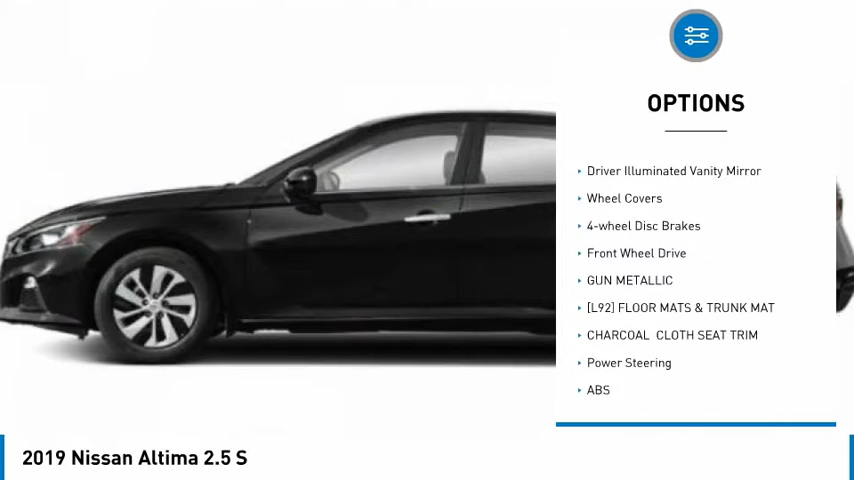 OPTIONS
Driver Illuminated Vanity Mirror
Wheel Covers
4-wheel Disc Brakes
Front Wheel Drive
GUN METALLIC
[L92] FLOOR MATS & TRUNK MAT
CHARCOAL CLOTH SEAT TRIM
Power Steering
ABS
2019 Nissan Altima 2.5 S